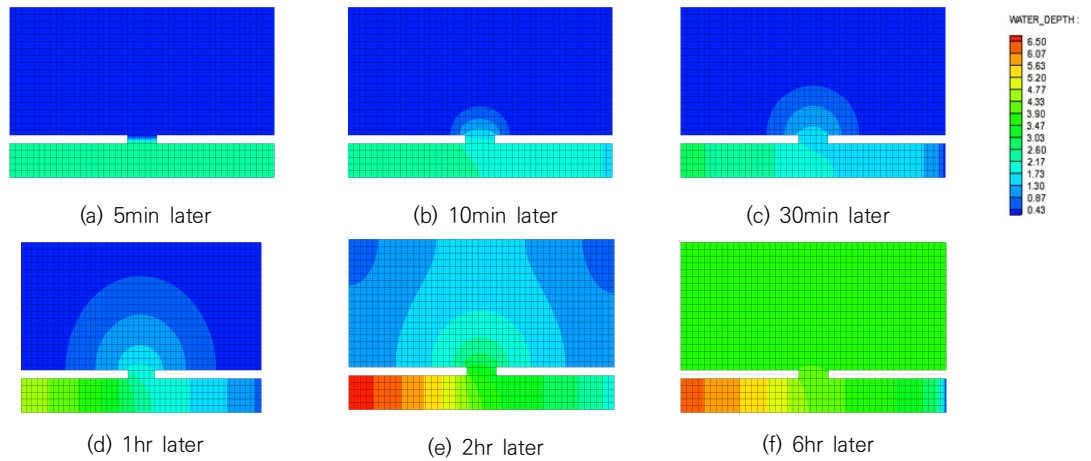 WATER_DEPTH :
6.50
6.07
5.63
5.20
4.77
4.33
3.90
3.47
3.03
2.60
2.17
1.73
1.30
0.87
0.43
(a) 5min later
(b) 10min later
(c) 30min later
(d) 1hr later
(e) 2hr later
(f) 6hr later